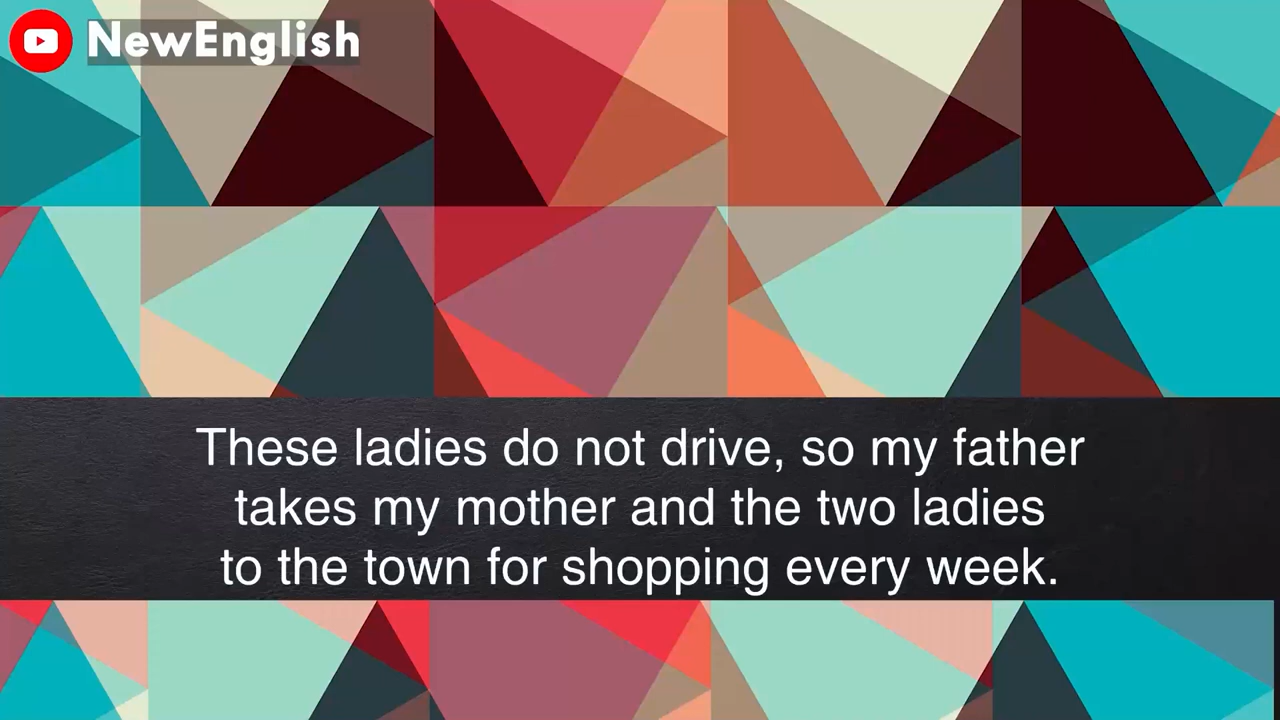 NewEnglish
These ladies do not drive, so my father
takes my mother and the two ladies
to the town for shopping every week.